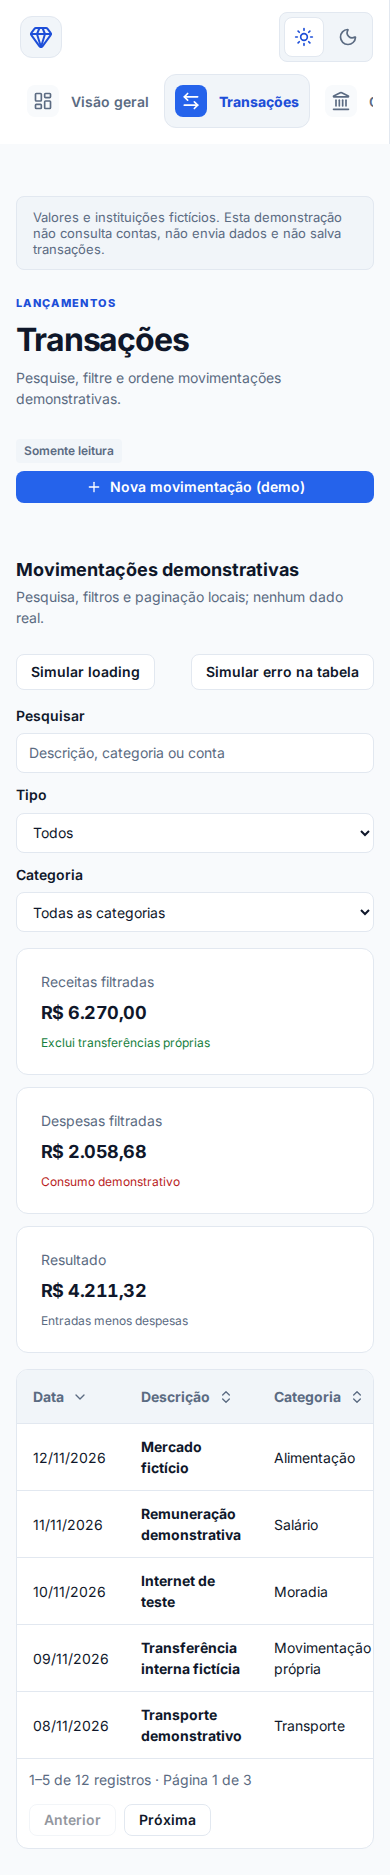 Visão geral
Transações
Valores e instituições fictícios. Esta demonstração
não consulta contas, não envia dados e não salva
transações.
LANÇAMENTOS
Transações
Pesquise, filtre e ordene movimentações
demonstrativas.
Somente leitura
Nova movimentação (demo)
Movimentações demonstrativas
Pesquisa, filtros e paginação locais; nenhum dado
real.
Simular loading
Simular erro na tabela
Pesquisar
Descrição, categoria ou conta
Tipo
Todos
Categoria
Todas as categorias
Receitas filtradas
R$ 6.270,00
Exclui transferências próprias
Despesas filtradas
R$ 2.058,68
Consumo demonstrativo
Resultado
R$ 4.211,32
Entradas menos despesas
Data Descrição Categoria
12/11/2026 Mercado fictício Alimentação
11/11/2026 Remuneração demonstrativa Salário
10/11/2026 Internet de teste Moradia
09/11/2026 Transferência interna fictícia Movimentação própria
08/11/2026 Transporte demonstrativo Transporte
1–5 de 12 registros · Página 1 de 3
Anterior
Próxima